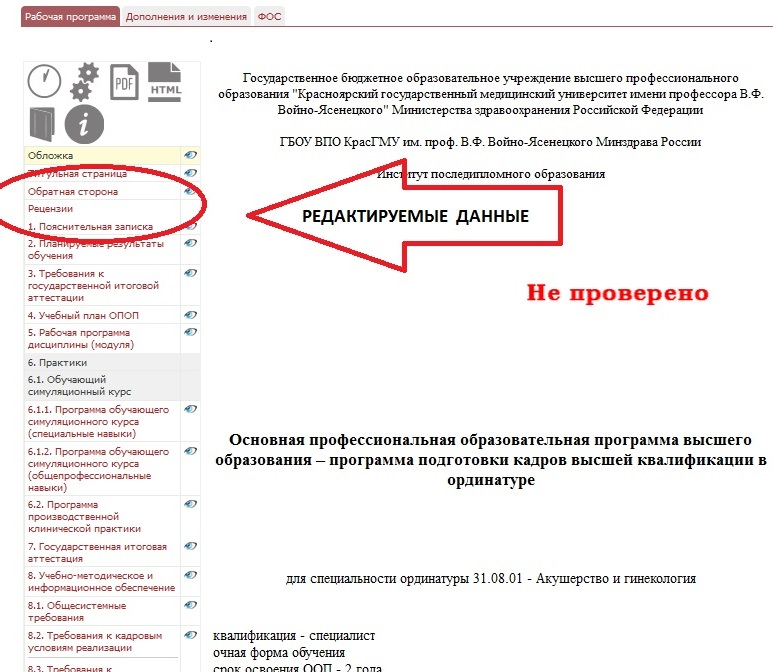 Рабочая программа
Дополнения и изменения
ФОС
.
PDF
HTML
i
Обложка
Титульная страница
Обратная сторона
Рецензии
1. Пояснительная записка
2. Планируемые результаты
обучения
3. Требования к
государственной итоговой
аттестации
4. Учебный план ОПОП
5. Рабочая программа
дисциплины (модуля)
6. Практики
6.1. Обучающий
симуляционный курс
6.1.1. Программа обучающего
симуляционного курса
(специальные навыки)
6.1.2. Программа обучающего
симуляционного курса
(общепрофессиональные
навыки)
6.2. Программа
производственной
клинической практики
7. Государственная итоговая
аттестация
8. Учебно-методическое и
информационное обеспечение
8.1. Общесистемные
требования
8.2. Требования к кадровым
условиям реализации
8.3. Требования к
Государственное бюджетное образовательное учреждение высшего профессионального
образования "Красноярский государственный медицинский университет имени профессора В.Ф.
Войно-Ясенецкого" Министерства здравоохранения Российской Федерации
ГБОУ ВПО КрасГМУ им. проф. В.Ф. Войно-Ясенецкого Минздрава России
Институт последипломного образования
РЕДАКТИРУЕМЫЕ ДАННЫЕ
Не проверено
Основная профессиональная образовательная программа высшего
образования – программа подготовки кадров высшей квалификации в
ординатуре
для специальности ординатуры 31.08.01 - Акушерство и гинекология
квалификация - специалист
очная форма обучения
срок освоения ООП - 2 года